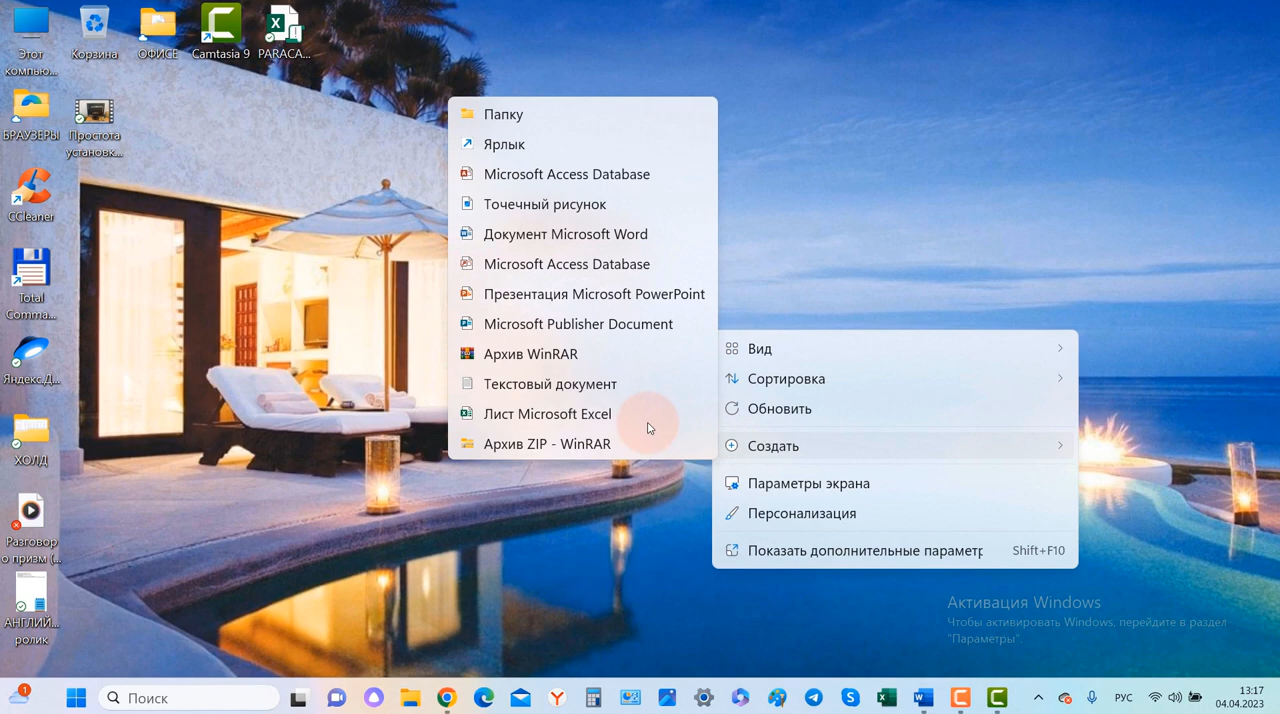 Этот
компью...
Корзина
ОФИСЕ
Camtasia 9
PARACA...
БРАУЗЕРЫ
Простота
установк...
CCleaner
Total
Comma...
Яндекс.Д...
ХОЛД
Разговор
о призм (...
АНГЛИЙ...
ролик
Папку
Ярлык
Microsoft Access Database
Точечный рисунок
Документ Microsoft Word
Microsoft Access Database
Презентация Microsoft PowerPoint
Microsoft Publisher Document
Архив WinRAR
Текстовый документ
Лист Microsoft Excel
Архив ZIP - WinRAR
Вид
Сортировка
Обновить
Создать
Параметры экрана
Персонализация
Показать дополнительные параметр Shift+F10
Активация Windows
Чтобы активировать Windows, перейдите в раздел
"Параметры".
1
Поиск
РУС
13:17
04.04.2023